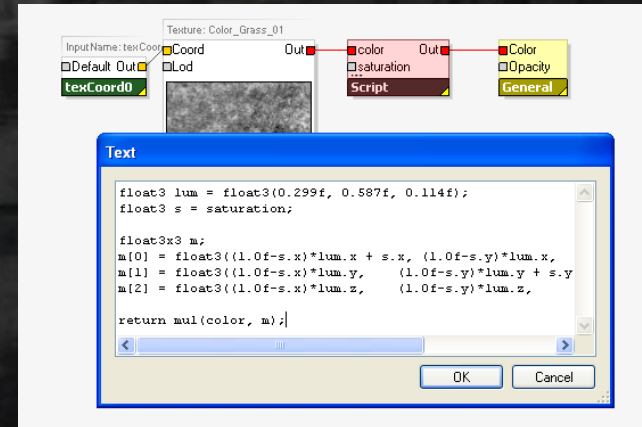 Texture: Color_Grass_01
InputName: texCoor
Coord Out
Lod
Default Out
texCoord0
color Out
saturation
...
Script
Color
Opacity
General
Text
float3 lum = float3(0.299f, 0.587f, 0.114f);
float3 s = saturation;
float3x3 m;
m[0] = float3((1.0f-s.x)*lum.x + s.x, (1.0f-s.y)*lum.x,
m[1] = float3((1.0f-s.x)*lum.y, (1.0f-s.y)*lum.y + s.y
m[2] = float3((1.0f-s.x)*lum.z, (1.0f-s.y)*lum.z,
return mul(color, m);
OK Cancel